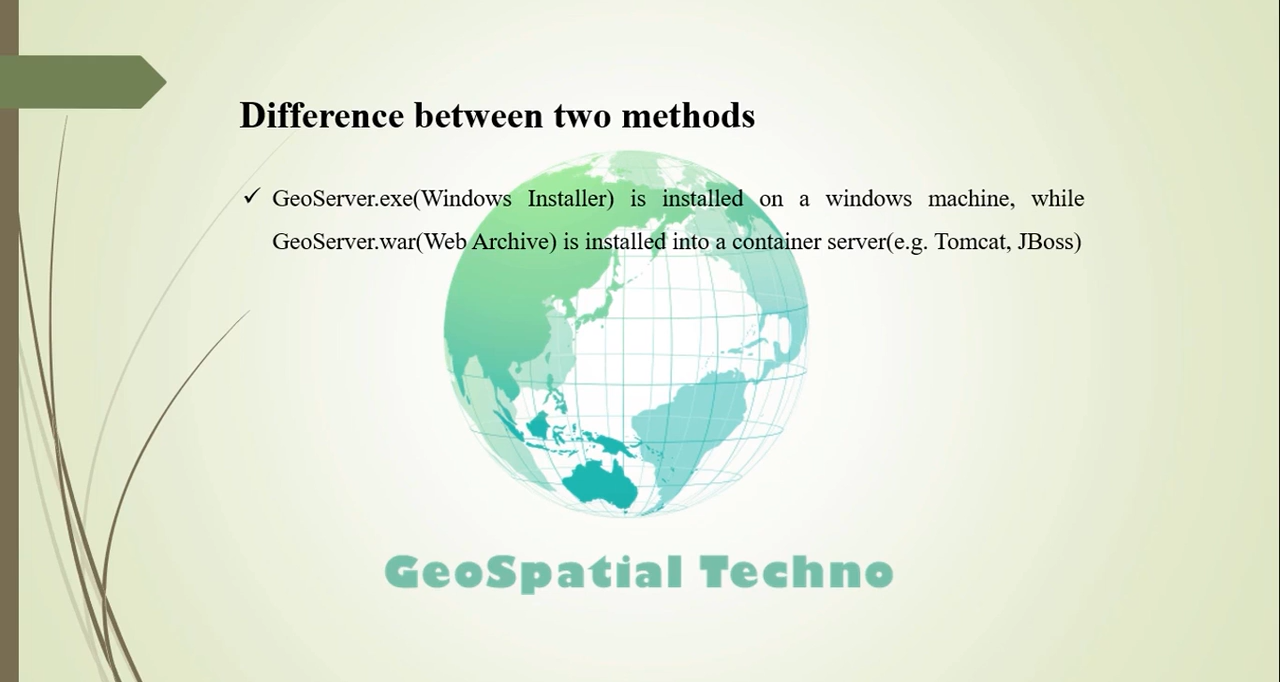 Difference between two methods
✓ GeoServer.exe(Windows Installer) is installed on a windows machine, while
GeoServer.war(Web Archive) is installed into a container server(e.g. Tomcat, JBoss)
GeoSpatial Techno